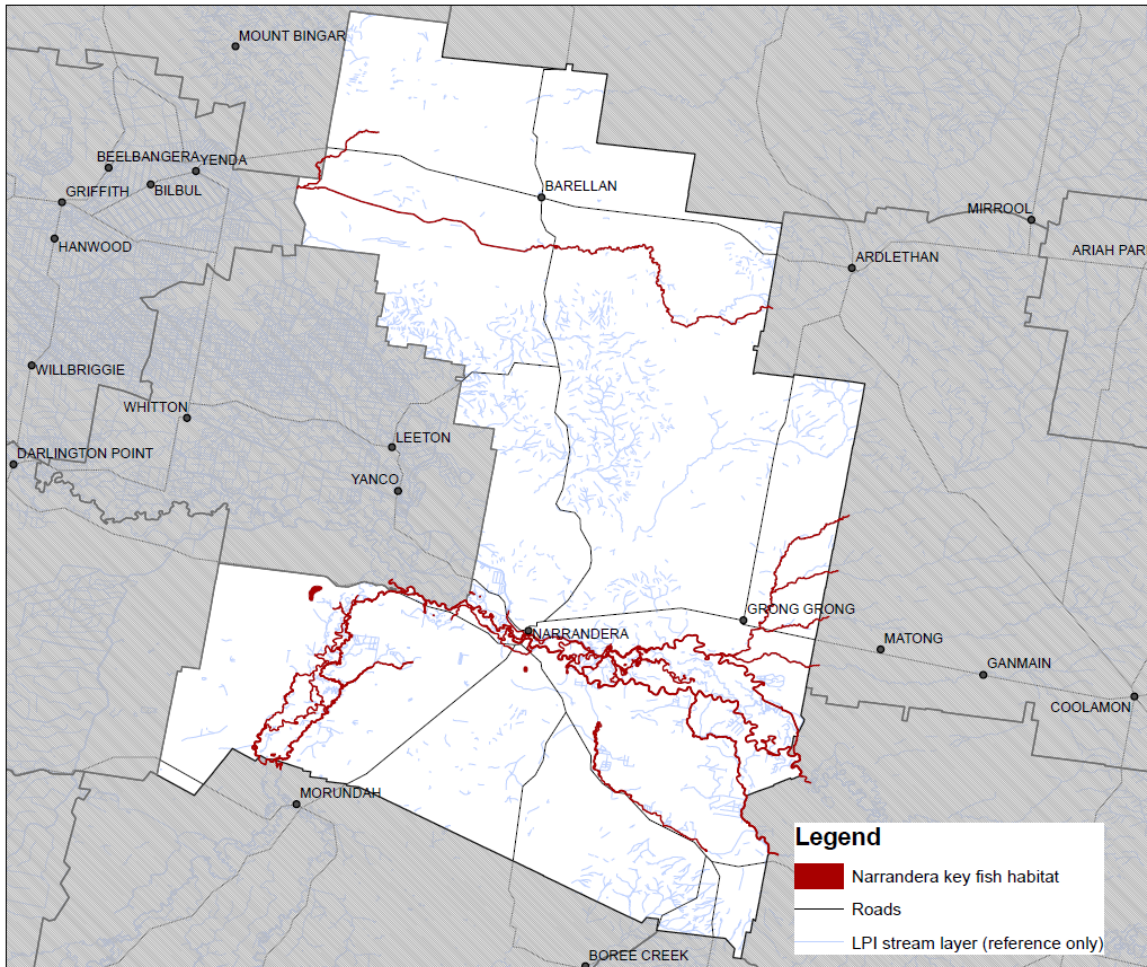 MOUNT BINGAR
BEELBANGERA
YENDA
BILBUL
GRIFFITH
BARELLAN
HANWOOD
MIRROOL
ARIAH PAR
ARDLETHAN
WILLBRIGGIE
WHITTON
LEETON
DARLINGTON POINT
YANCO
GRONG GRONG
NARRANDERA
MATONG
GANMAIN
COOLAMON
MORUNDAH
BOREE CREEK
Legend
Narrandera key fish habitat
Roads
LPI stream layer (reference only)